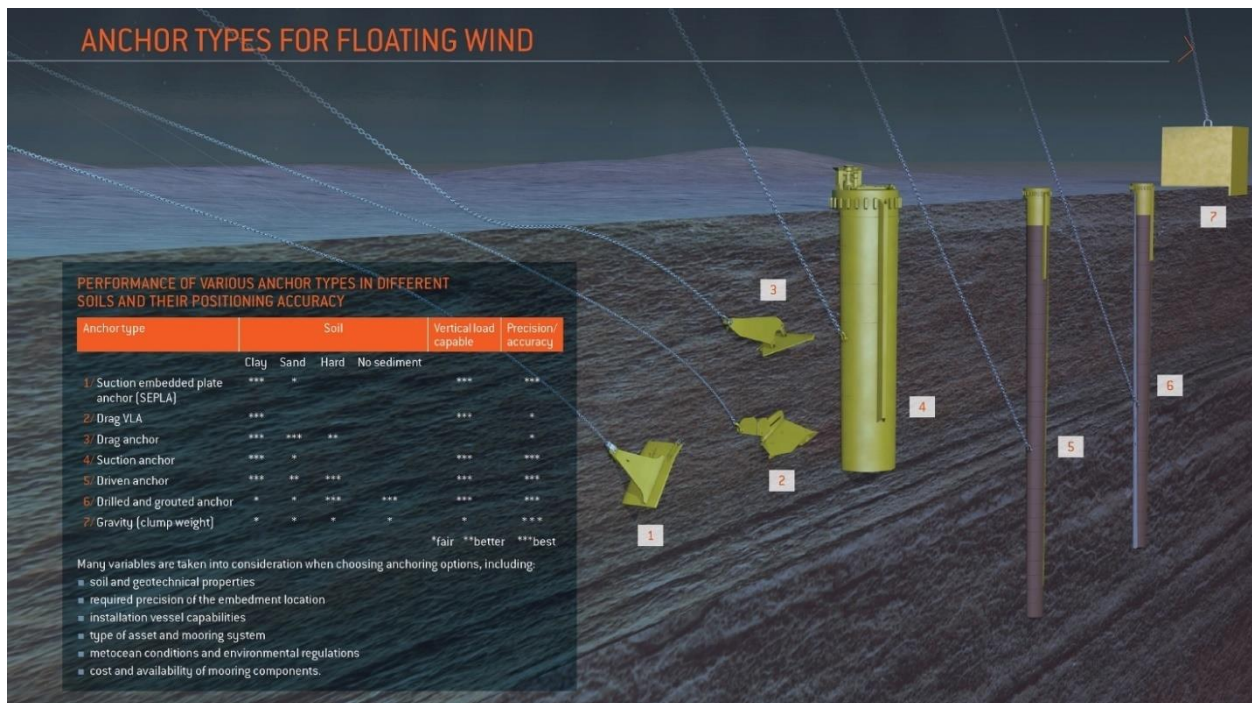 ANCHOR TYPES FOR FLOATING WIND
PERFORMANCE OF VARIOUS ANCHOR TYPES IN DIFFERENT
SOILS AND THEIR POSITIONING ACCURACY
Anchor type Soil Vertical load capable Precision/ accuracy
Clay Sand Hard No sediment
1/ Suction embedded plate anchor (SEPLA) *** * *** ***
2/ Drag VLA *** *** *
3/ Drag anchor *** *** ** *
4/ Suction anchor *** * *** ***
5/ Driven anchor *** ** *** *** ***
6/ Drilled and grouted anchor * * *** *** *** ***
7/ Gravity (clump weight) * * * * * ***
*fair **better ***best
Many variables are taken into consideration when choosing anchoring options, including:
■ soil and geotechnical properties
■ required precision of the embedment location
■ installation vessel capabilities
■ type of asset and mooring system
■ metocean conditions and environmental regulations
■ cost and availability of mooring components.
1
2
3
4
5
6
7